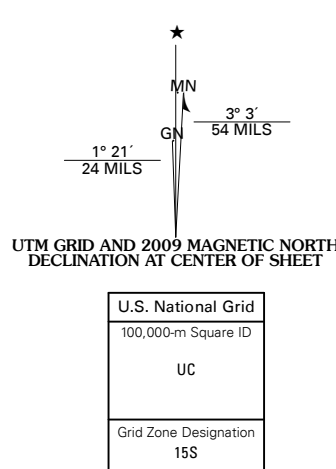 ★
MN
GN
3° 3´
54 MILS
1° 21´
24 MILS
UTM GRID AND 2009 MAGNETIC NORTH
DECLINATION AT CENTER OF SHEET
U.S. National Grid
100,000-m Square ID
UC
Grid Zone Designation
15S